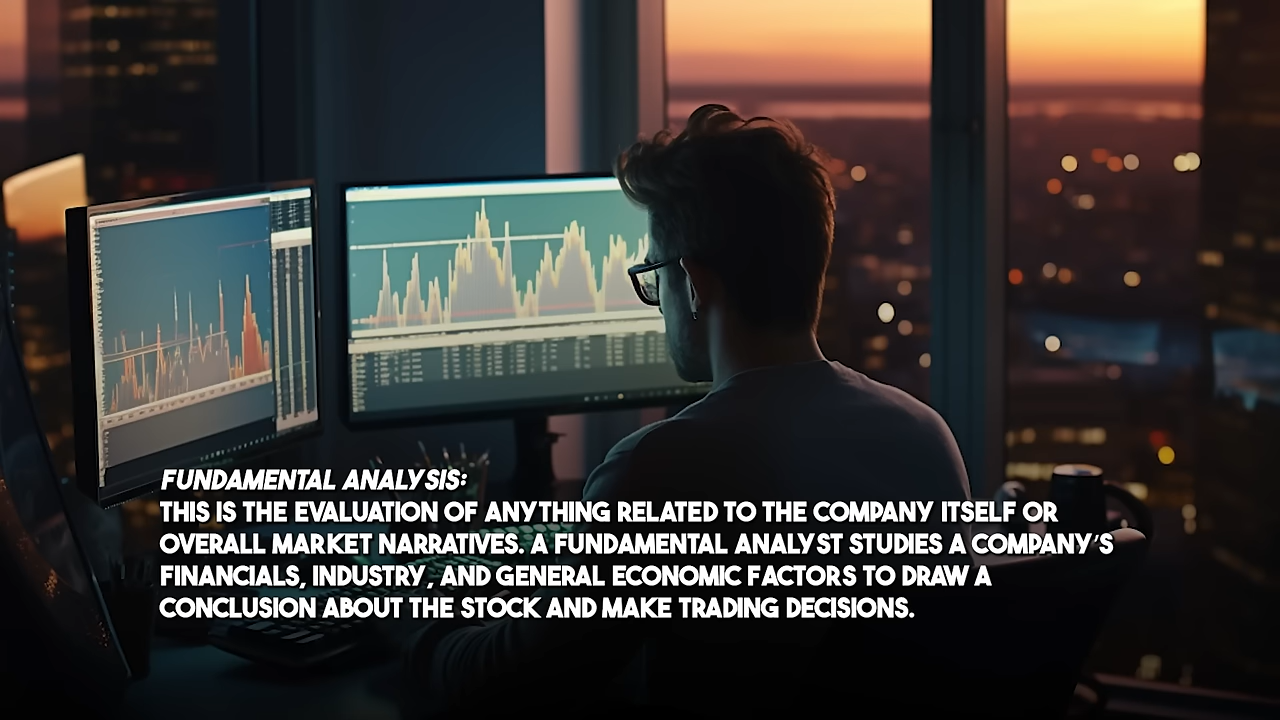 FUNDAMENTAL ANALYSIS:
THIS IS THE EVALUATION OF ANYTHING RELATED TO THE COMPANY ITSELF OR
OVERALL MARKET NARRATIVES. A FUNDAMENTAL ANALYST STUDIES A COMPANY'S
FINANCIALS, INDUSTRY, AND GENERAL ECONOMIC FACTORS TO DRAW A
CONCLUSION ABOUT THE STOCK AND MAKE TRADING DECISIONS.